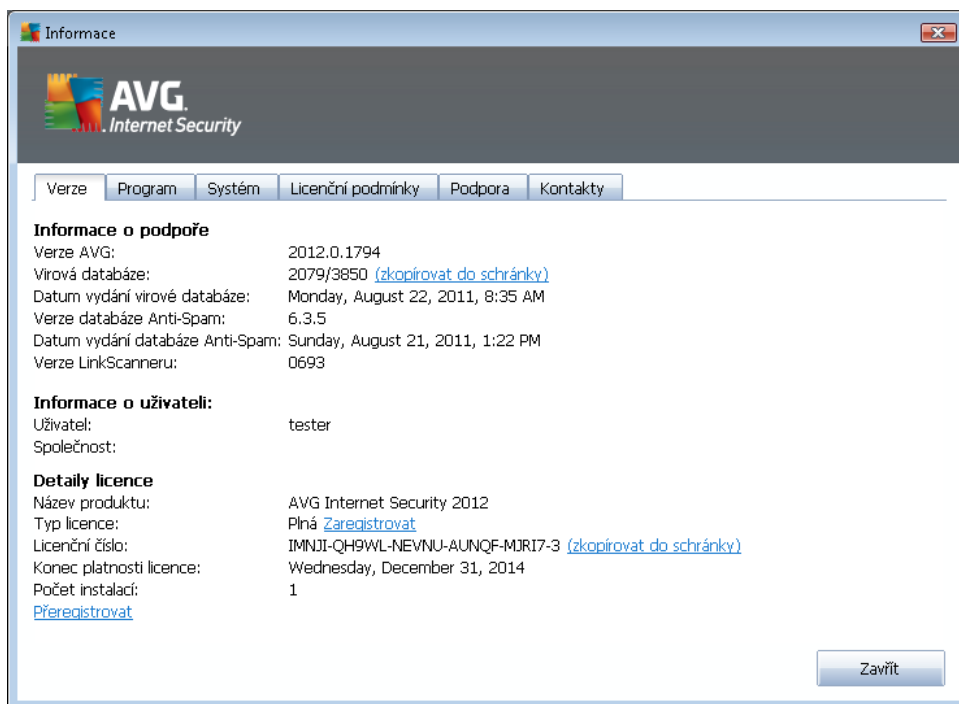 Informace
AVG.
Internet Security
Verze Program Systém Licenční podmínky Podpora Kontakty
Informace o podpoře
Verze AVG: 2012.0.1794
Virová databáze: 2079/3850 (zkopírovat do schránky)
Datum vydání virové databáze: Monday, August 22, 2011, 8:35 AM
Verze databáze Anti-Spam: 6.3.5
Datum vydání databáze Anti-Spam: Sunday, August 21, 2011, 1:22 PM
Verze LinkScanneru: 0693
Informace o uživateli:
Uživatel: tester
Společnost:
Detaily licence
Název produktu: AVG Internet Security 2012
Typ licence: Plná Zaregistrovat
Licenční číslo: IMNJI-QH9WL-NEVNU-AUNQF-MJRI7-3 (zkopírovat do schránky)
Konec platnosti licence: Wednesday, December 31, 2014
Počet instalací: 1
Přeregistrovat
Zavřít